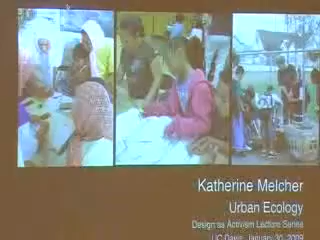 Katherine Melcher
Urban Ecology
Design as Activism Lecture Series
UC Davis, January 30, 2009